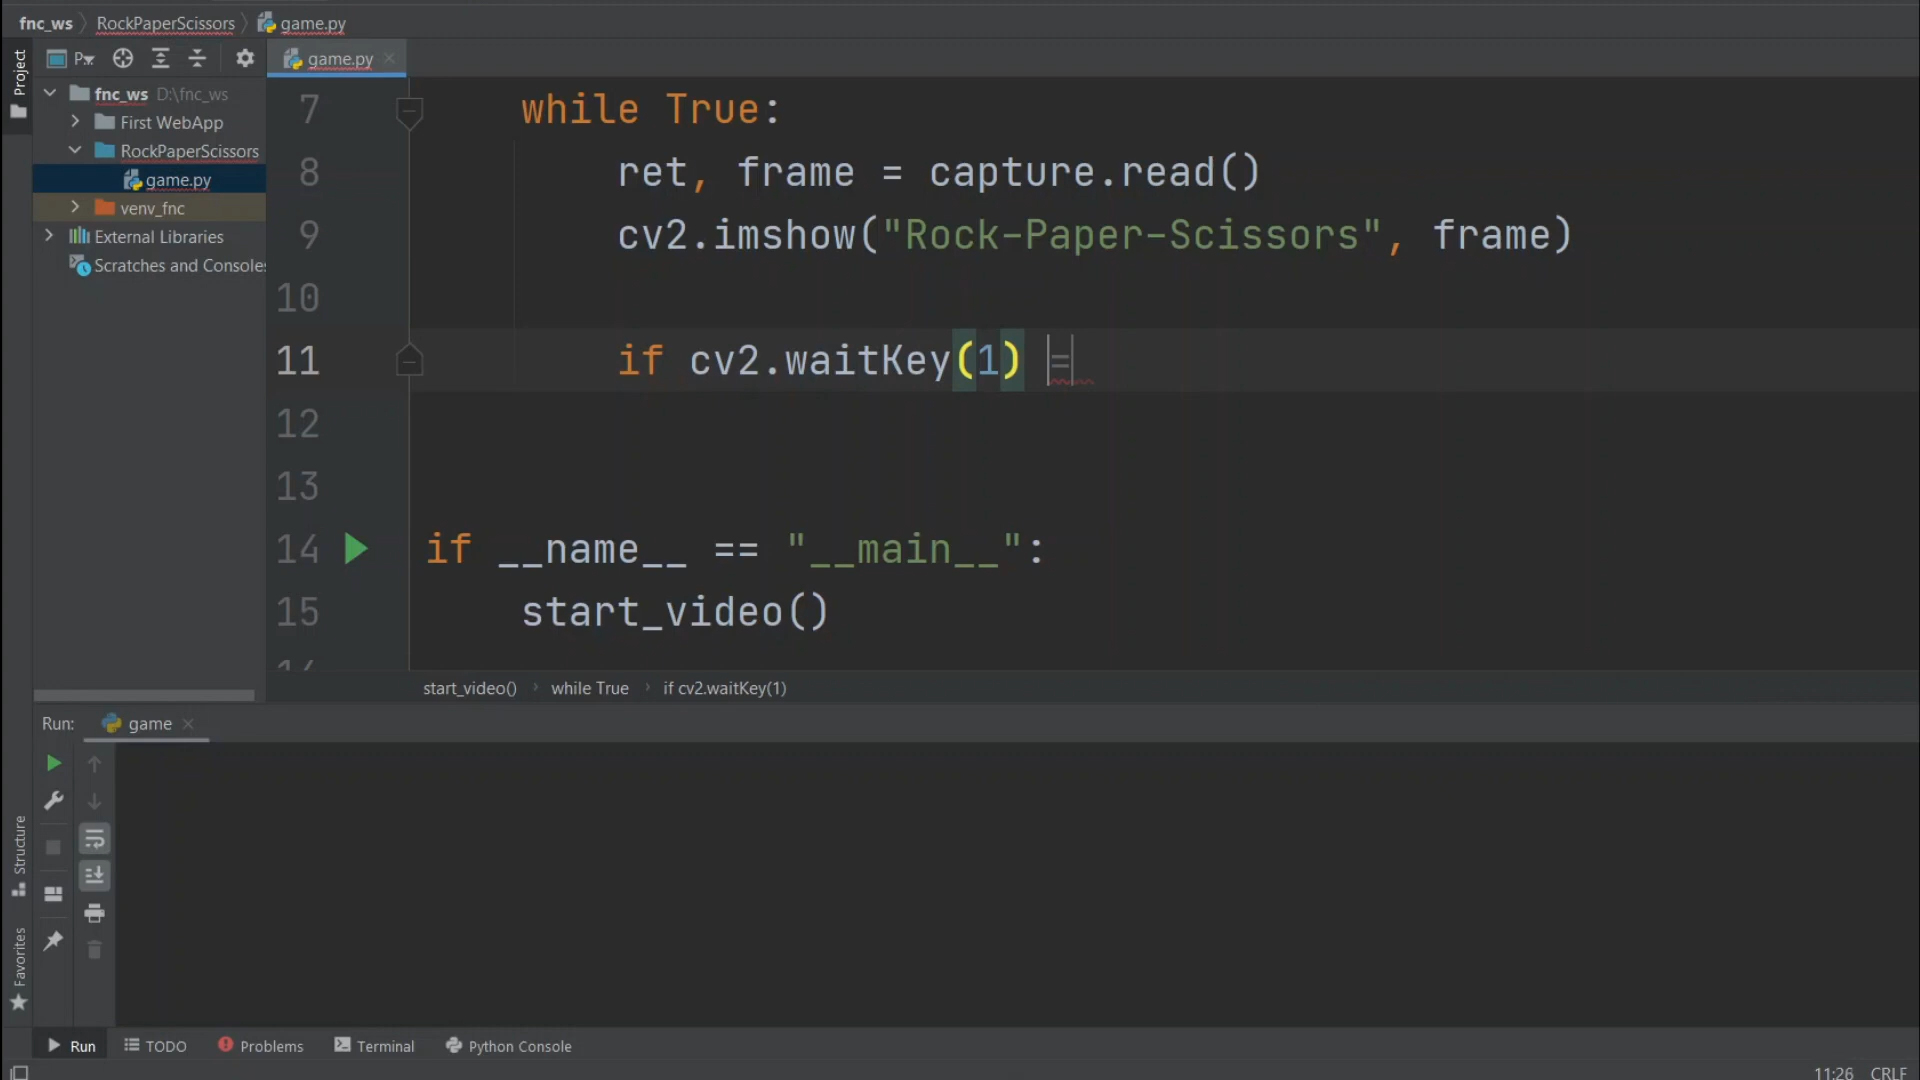 fnc_ws RockPaperScissors game.py
Project
P
game.py
fnc_ws D:\fnc_ws
First WebApp
RockPaperScissors
game.py
venv_fnc
External Libraries
Scratches and Consoles
7 while True:
8 ret, frame = capture.read()
9 cv2.imshow("Rock-Paper-Scissors", frame)
10
11 if cv2.waitKey(1) =
12
13
14 if __name__ == "__main__":
15 start_video()
start_video() while True if cv2.waitKey(1)
Run: game
Structure
Favorites
Run TODO Problems Terminal Python Console
11:26 CRLF